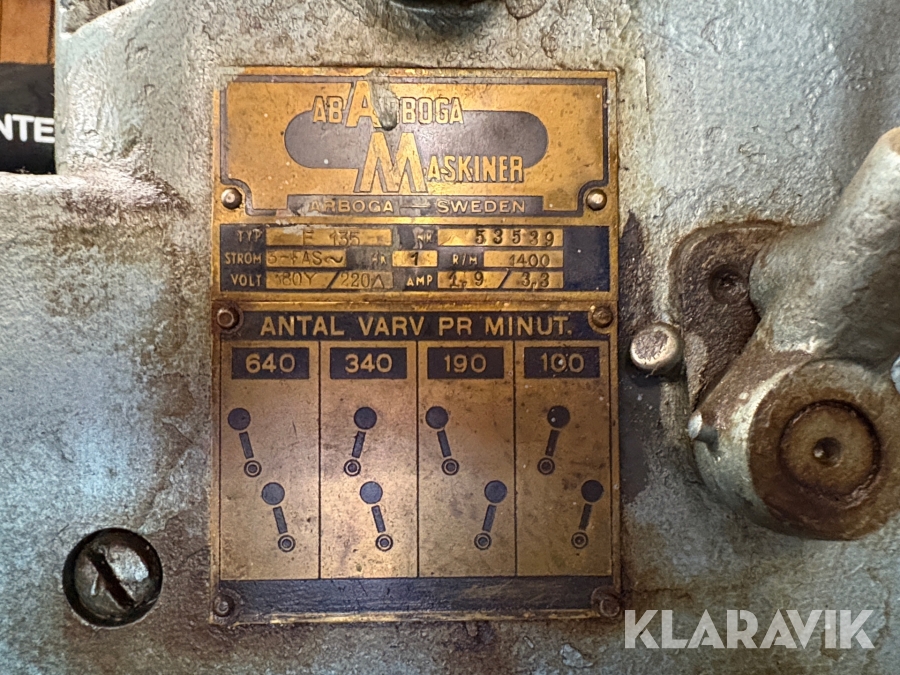 NTE
AB ARBOGA
MASKINER
ARBOGA — SWEDEN
TYP E 135 NR 53539
STRÖM 3-FAS~ HK 1 R/M 1400
VOLT 380Y/220Δ AMP 1,9 / 3,3
ANTAL VARV PR MINUT.
640 340 190 100
KLARAVIK